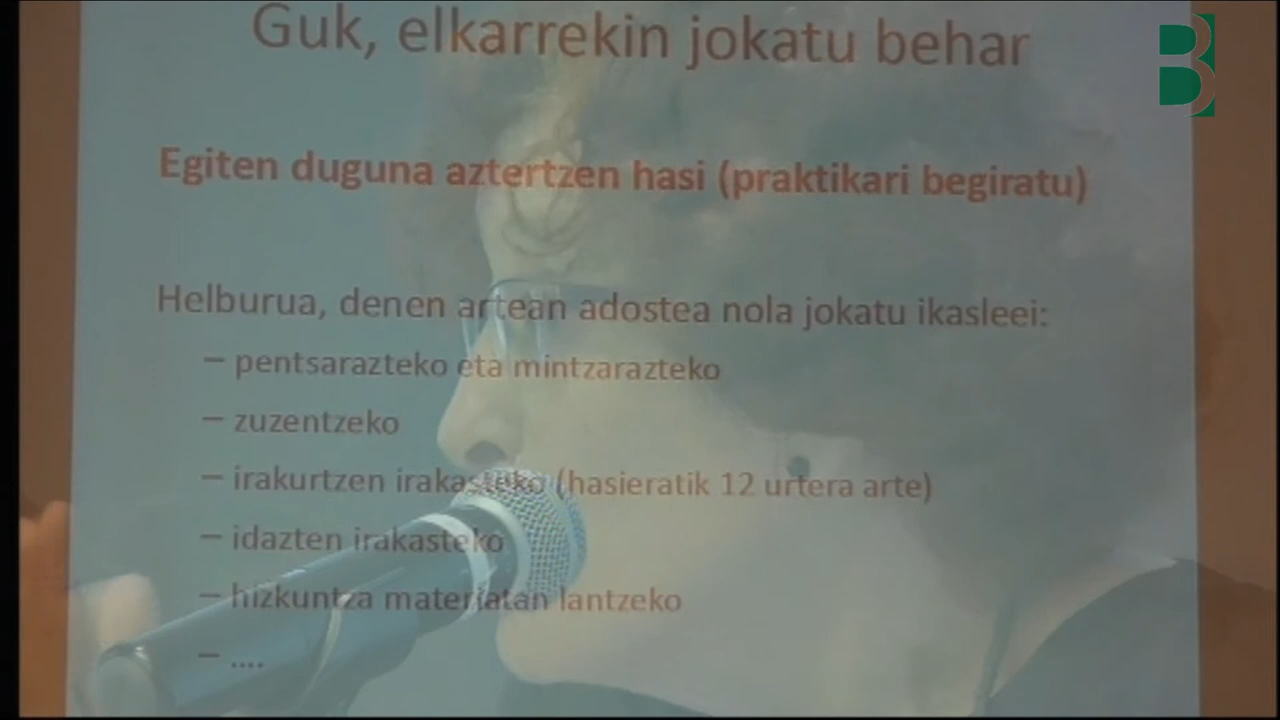 Guk, elkarrekin jokatu behar
Egiten duguna aztertzen hasi (praktikari begiratu)
Helburua, denen artean adostea nola jokatu ikasleei:
– pentsarazteko eta mintzarazteko
– zuzentzeko
– irakurtzen irakasteko (hasieratik 12 urtera arte)
– idazten irakasteko
– hizkuntza materiatan lantzeko
– ....
B